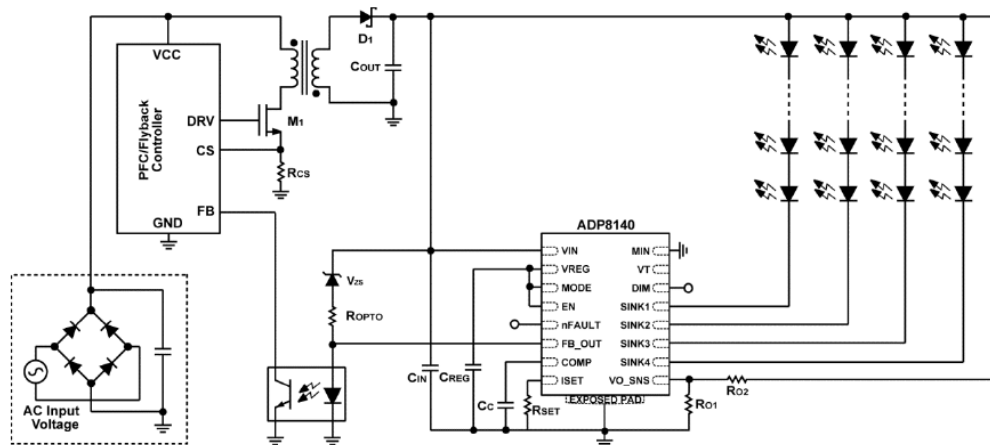 VCC
PFC/Flyback
Controller
DRV
CS
FB
GND
M1
RCS
D1
COUT
AC Input
Voltage
VZS
ROPTO
CIN
CREG
CC
RSET
ADP8140
VIN
VREG
MODE
EN
nFAULT
FB_OUT
COMP
ISET
MIN
VT
DIM
SINK1
SINK2
SINK3
SINK4
VO_SNS
EXPOSED PAD
RO1
RO2